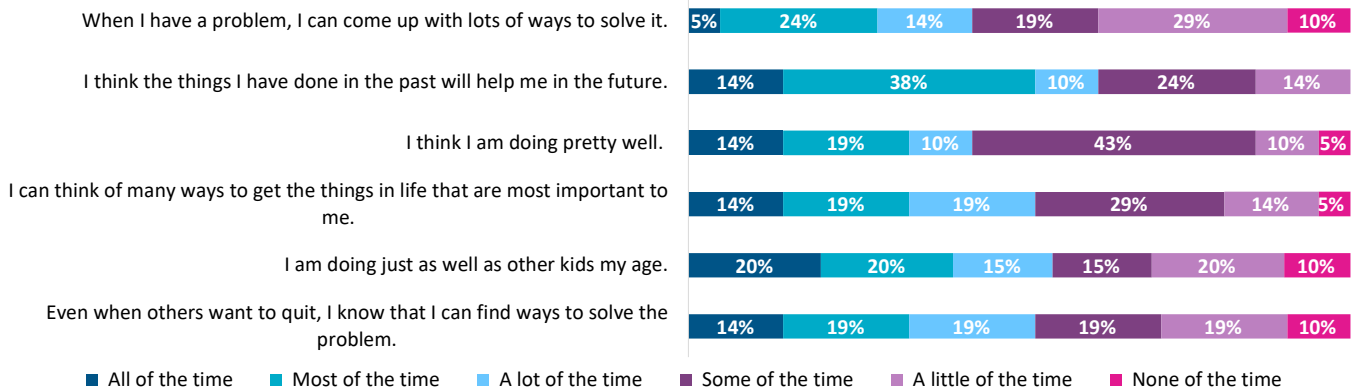 When I have a problem, I can come up with lots of ways to solve it.
5% 24% 14% 19% 29% 10%
I think the things I have done in the past will help me in the future.
14% 38% 10% 24% 14%
I think I am doing pretty well.
14% 19% 10% 43% 10% 5%
I can think of many ways to get the things in life that are most important to
me.
14% 19% 19% 29% 14% 5%
I am doing just as well as other kids my age.
20% 20% 15% 15% 20% 10%
Even when others want to quit, I know that I can find ways to solve the
problem.
14% 19% 19% 19% 19% 10%
All of the time Most of the time A lot of the time Some of the time A little of the time None of the time